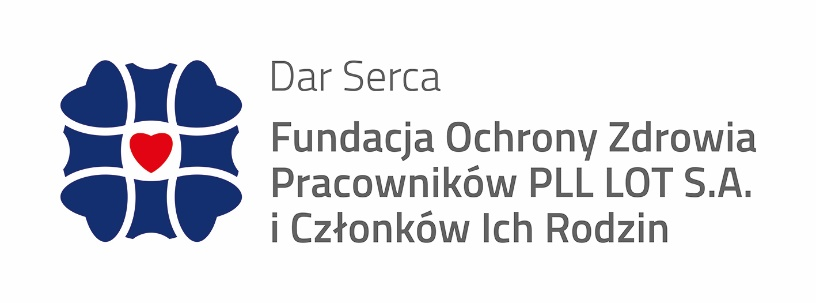 Dar Serca
Fundacja Ochrony Zdrowia
Pracowników PLL LOT S.A.
i Członków Ich Rodzin